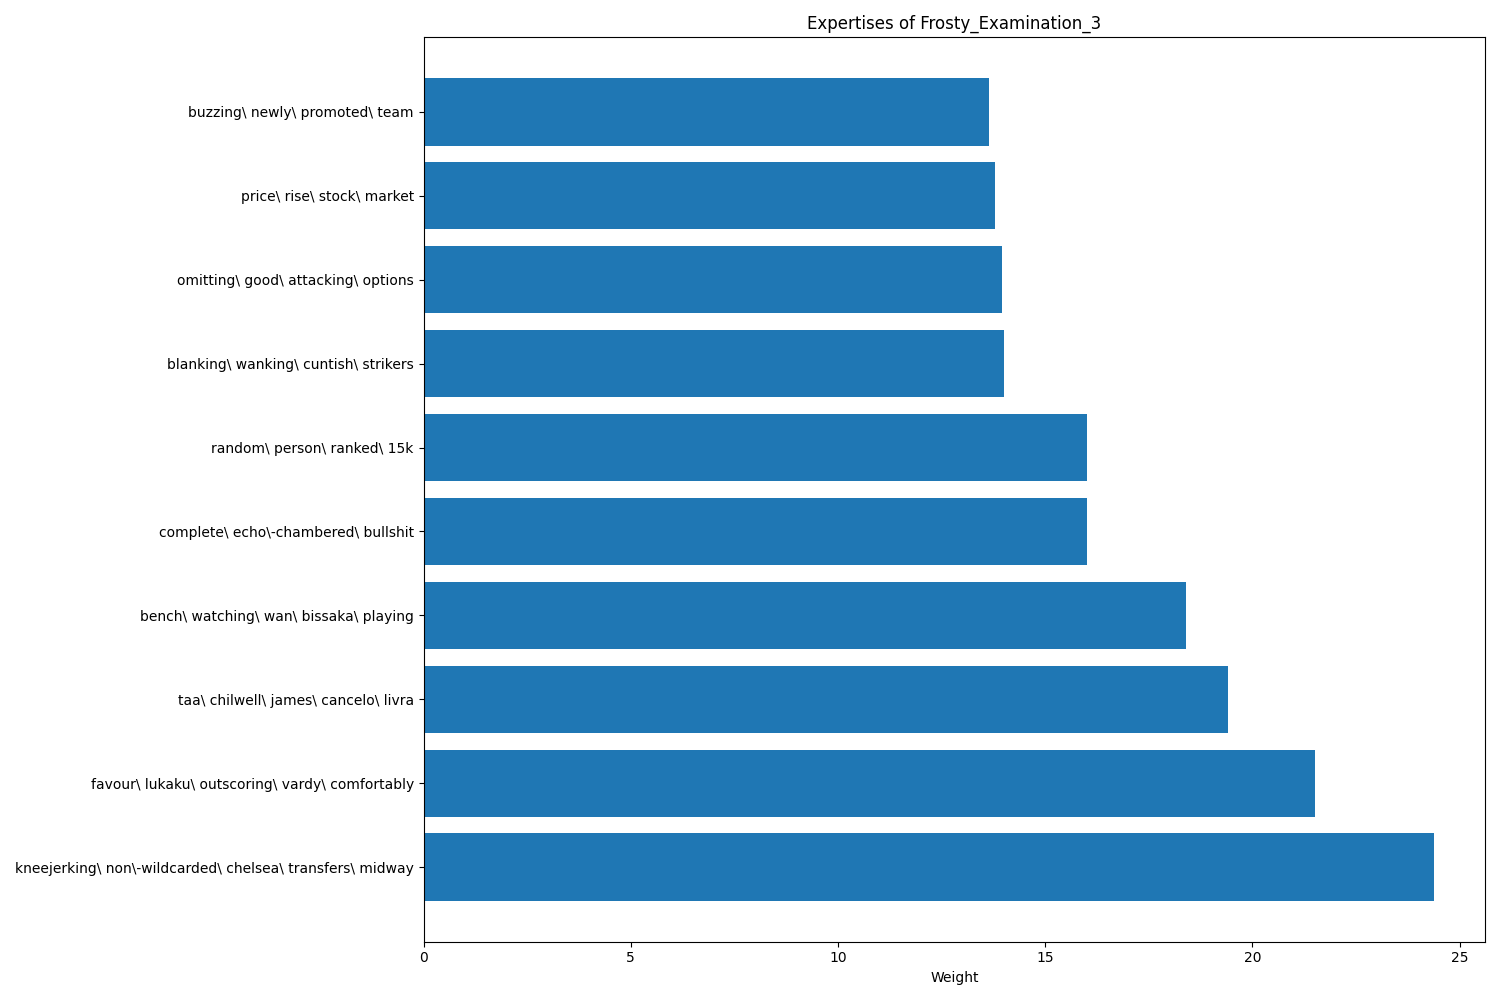 Expertises of Frosty_Examination_3
buzzing\ newly\ promoted\ team
price\ rise\ stock\ market
omitting\ good\ attacking\ options
blanking\ wanking\ cuntish\ strikers
random\ person\ ranked\ 15k
complete\ echo\-chambered\ bullshit
bench\ watching\ wan\ bissaka\ playing
taa\ chilwell\ james\ cancelo\ livra
favour\ lukaku\ outscoring\ vardy\ comfortably
kneejerking\ non\-wildcarded\ chelsea\ transfers\ midway
0 5 10 15 20 25
Weight